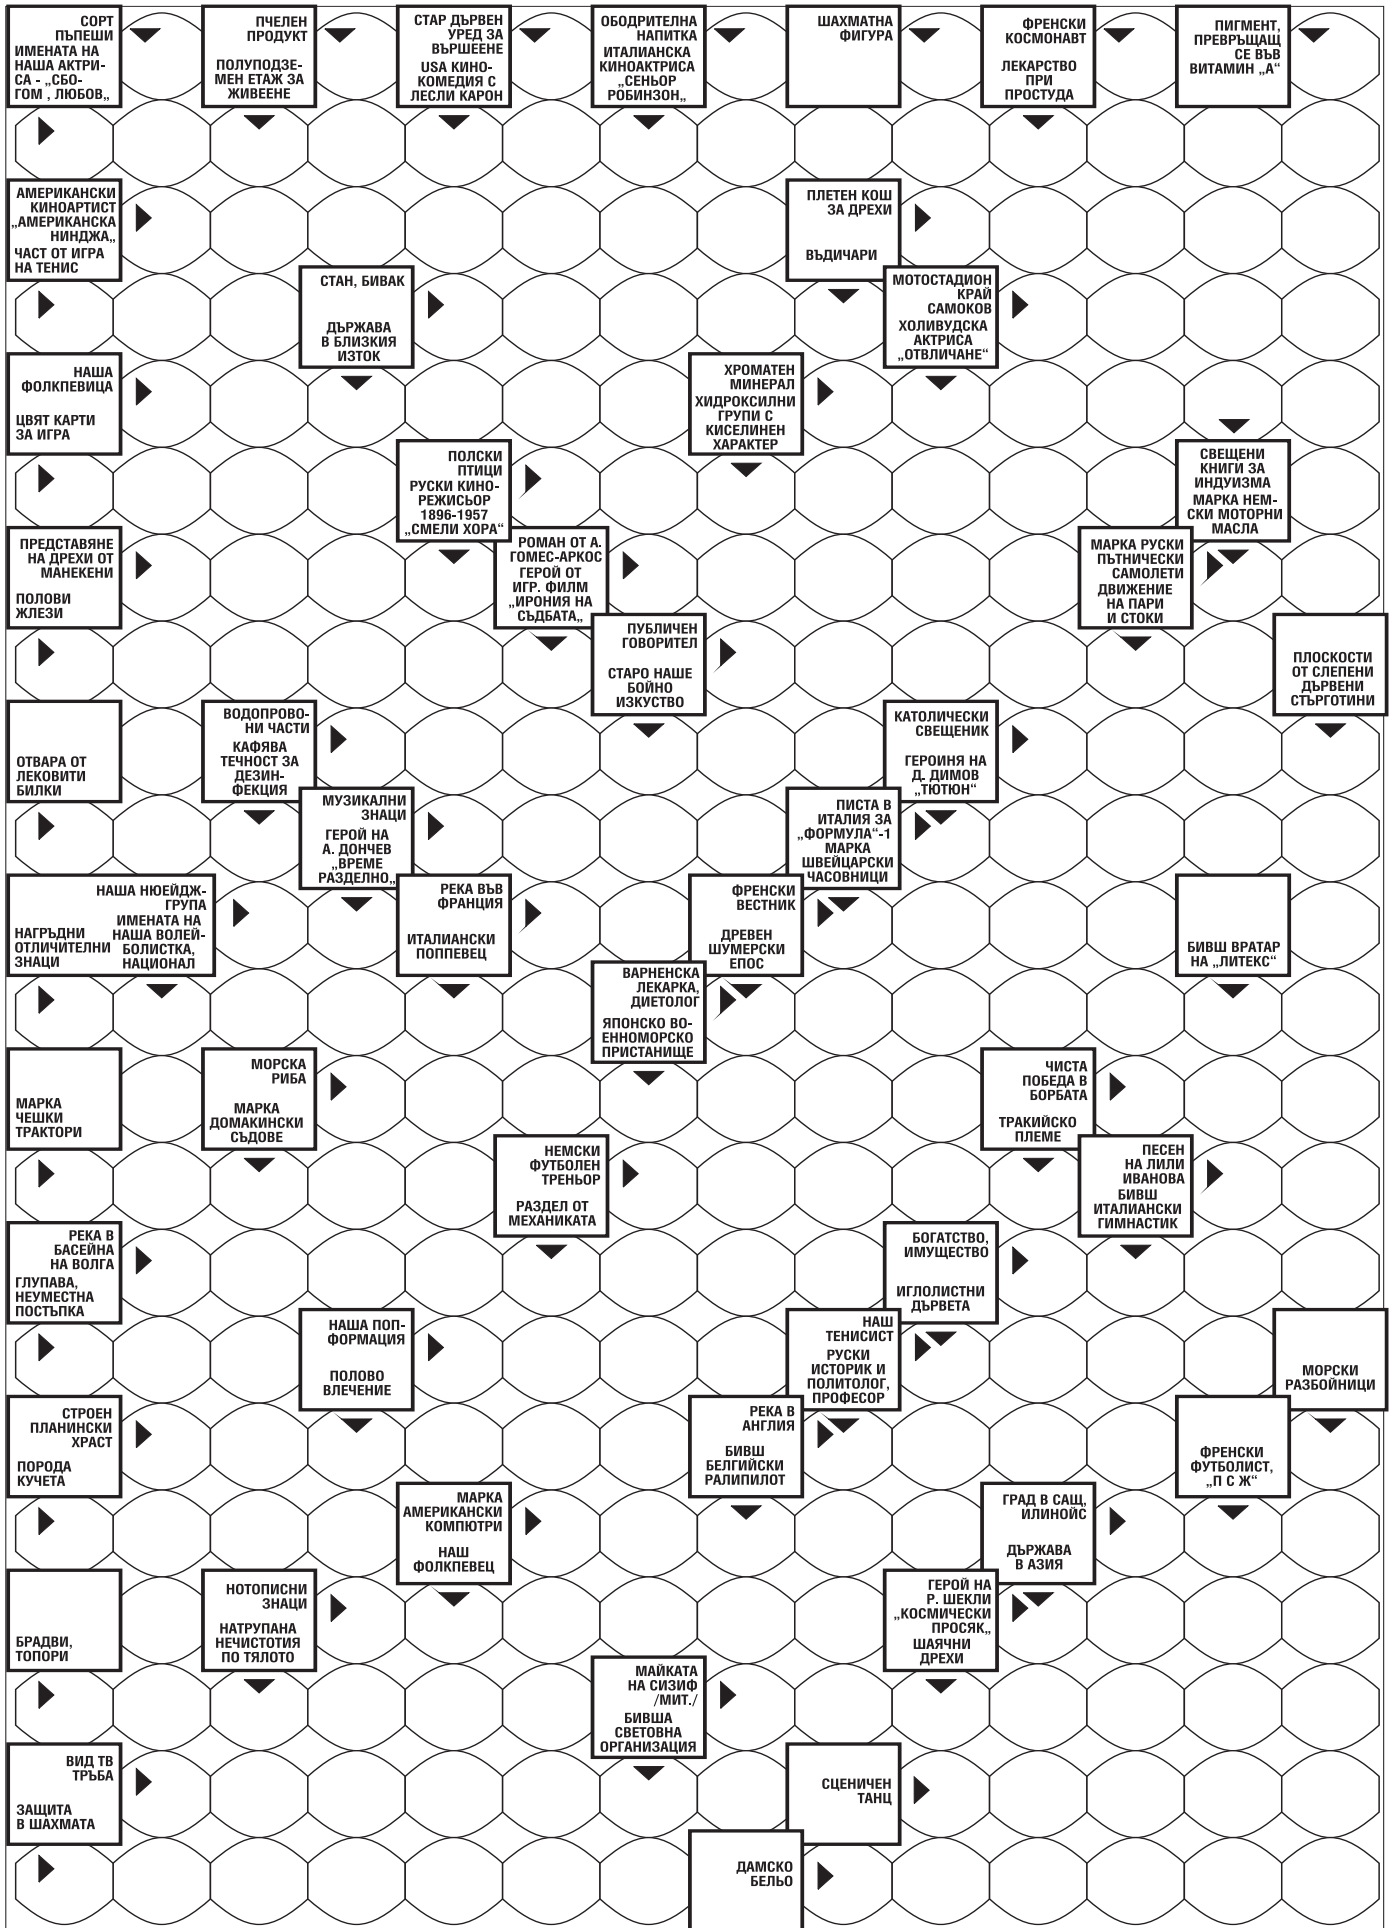 СОРТ
ПЪПЕШИ
ИМЕНАТА НА
НАША АКТРИ-
СА - „СБО-
ГОМ , ЛЮБОВ„
ПЧЕЛЕН
ПРОДУКТ
ПОЛУПОДЗЕ-
МЕН ЕТАЖ ЗА
ЖИВЕЕНЕ
СТАР ДЪРВЕН
УРЕД ЗА
ВЪРШЕЕНЕ
USA КИНО-
КОМЕДИЯ С
ЛЕСЛИ КАРОН
ОБОДРИТЕЛНА
НАПИТКА
ИТАЛИАНСКА
КИНОАКТРИСА
„СЕНЬОР
РОБИНЗОН„
ШАХМАТНА
ФИГУРА
ФРЕНСКИ
КОСМОНАВТ
ЛЕКАРСТВО
ПРИ
ПРОСТУДА
ПИГМЕНТ,
ПРЕВРЪЩАЩ
СЕ ВЪВ
ВИТАМИН „А“
АМЕРИКАНСКИ
КИНОАРТИСТ
„АМЕРИКАНСКА
НИНДЖА„
ЧАСТ ОТ ИГРА
НА ТЕНИС
ПЛЕТЕН КОШ
ЗА ДРЕХИ
ВЪДИЧАРИ
СТАН, БИВАК
ДЪРЖАВА
В БЛИЗКИЯ
ИЗТОК
МОТОСТАДИОН
КРАЙ
САМОКОВ
ХОЛИВУДСКА
АКТРИСА
„ОТВЛИЧАНЕ“
НАША
ФОЛКПЕВИЦА
ЦВЯТ КАРТИ
ЗА ИГРА
ХРОМАТЕН
МИНЕРАЛ
ХИДРОКСИЛНИ
ГРУПИ С
КИСЕЛИНЕН
ХАРАКТЕР
ПОЛСКИ
ПТИЦИ
РУСКИ КИНО-
РЕЖИСЬОР
1896-1957
„СМЕЛИ ХОРА“
СВЕЩЕНИ
КНИГИ ЗА
ИНДУИЗМА
МАРКА НЕМ-
СКИ МОТОРНИ
МАСЛА
ПРЕДСТАВЯНЕ
НА ДРЕХИ ОТ
МАНЕКЕНИ
ПОЛОВИ
ЖЛЕЗИ
РОМАН ОТ А.
ГОМЕС-АРКОС
ГЕРОЙ ОТ
ИГР. ФИЛМ
„ИРОНИЯ НА
СЪДБАТА„
МАРКА РУСКИ
ПЪТНИЧЕСКИ
САМОЛЕТИ
ДВИЖЕНИЕ
НА ПАРИ
И СТОКИ
ПУБЛИЧЕН
ГОВОРИТЕЛ
СТАРО НАШЕ
БОЙНО
ИЗКУСТВО
ПЛОСКОСТИ
ОТ СЛЕПЕНИ
ДЪРВЕНИ
СТЪРГОТИНИ
ОТВАРА ОТ
ЛЕКОВИТИ
БИЛКИ
ВОДОПРОВО-
НИ ЧАСТИ
КАФЯВА
ТЕЧНОСТ ЗА
ДЕЗИН-
ФЕКЦИЯ
КАТОЛИЧЕСКИ
СВЕЩЕНИК
ГЕРОИНЯ НА
Д. ДИМОВ
„ТЮТЮН“
МУЗИКАЛНИ
ЗНАЦИ
ГЕРОЙ НА
А. ДОНЧЕВ
„ВРЕМЕ
РАЗДЕЛНО„
ПИСТА В
ИТАЛИЯ ЗА
„ФОРМУЛА“-1
МАРКА
ШВЕЙЦАРСКИ
ЧАСОВНИЦИ
НАША НЮЕЙДЖ-
ГРУПА
ИМЕНАТА НА
НАША ВОЛЕЙ-
БОЛИСТКА,
НАЦИОНАЛ
НАГРЪДНИ
ОТЛИЧИТЕЛНИ
ЗНАЦИ
РЕКА ВЪВ
ФРАНЦИЯ
ИТАЛИАНСКИ
ПОППЕВЕЦ
ФРЕНСКИ
ВЕСТНИК
ДРЕВЕН
ШУМЕРСКИ
ЕПОС
БИВШ ВРАТАР
НА „ЛИТЕКС“
ВАРНЕНСКА
ЛЕКАРКА,
ДИЕТОЛОГ
ЯПОНСКО ВО-
ЕННОМОРСКО
ПРИСТАНИЩЕ
МАРКА
ЧЕШКИ
ТРАКТОРИ
МОРСКА
РИБА
МАРКА
ДОМАКИНСКИ
СЪДОВЕ
ЧИСТА
ПОБЕДА В
БОРБАТА
ТРАКИЙСКО
ПЛЕМЕ
НЕМСКИ
ФУТБОЛЕН
ТРЕНЬОР
РАЗДЕЛ ОТ
МЕХАНИКАТА
ПЕСЕН
НА ЛИЛИ
ИВАНОВА
БИВШ
ИТАЛИАНСКИ
ГИМНАСТИК
РЕКА В
БАСЕЙНА
НА ВОЛГА
ГЛУПАВА,
НЕУМЕСТНА
ПОСТЪПКА
БОГАТСТВО,
ИМУЩЕСТВО
ИГЛОЛИСТНИ
ДЪРВЕТА
НАША ПОП-
ФОРМАЦИЯ
ПОЛОВО
ВЛЕЧЕНИЕ
НАШ
ТЕНИСИСТ
РУСКИ
ИСТОРИК И
ПОЛИТОЛОГ,
ПРОФЕСОР
МОРСКИ
РАЗБОЙНИЦИ
СТРОЕН
ПЛАНИНСКИ
ХРАСТ
ПОРОДА
КУЧЕТА
РЕКА В
АНГЛИЯ
БИВШ
БЕЛГИЙСКИ
РАЛИПИЛОТ
ФРЕНСКИ
ФУТБОЛИСТ,
„П С Ж“
МАРКА
АМЕРИКАНСКИ
КОМПЮТРИ
НАШ
ФОЛКПЕВЕЦ
ГРАД В САЩ,
ИЛИНОЙС
ДЪРЖАВА
В АЗИЯ
БРАДВИ,
ТОПОРИ
НОТОПИСНИ
ЗНАЦИ
НАТРУПАНА
НЕЧИСТОТИЯ
ПО ТЯЛОТО
ГЕРОЙ НА
Р. ШЕКЛИ
„КОСМИЧЕСКИ
ПРОСЯК„
ШАЯЧНИ
ДРЕХИ
МАЙКАТА
НА СИЗИФ
/МИТ./
БИВША
СВЕТОВНА
ОРГАНИЗАЦИЯ
ВИД ТВ
ТРЪБА
ЗАЩИТА
В ШАХМАТА
СЦЕНИЧЕН
ТАНЦ
ДАМСКО
БЕЛЬО